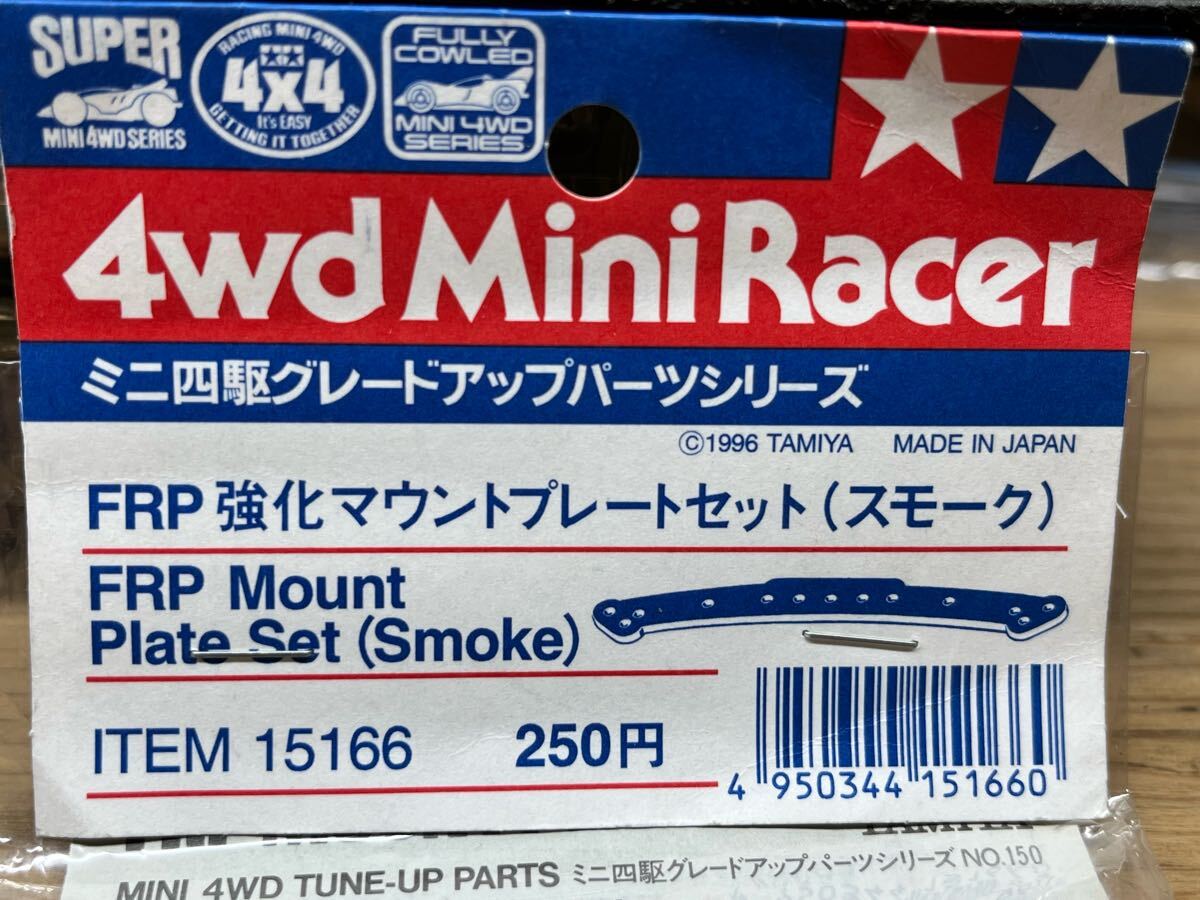 SUPER
MINI 4WD SERIES
RACING MINI 4WD
4x4
It's EASY
GETTING IT TOGETHER
FULLY
COWLED
MINI 4WD
SERIES
4wd Mini Racer
ミニ四駆グレードアップパーツシリーズ
©1996 TAMIYA MADE IN JAPAN
FRP 強化マウントプレートセット(スモーク)
FRP Mount
Plate Set (Smoke)
ITEM 15166 250円
4 950344 151660
MINI 4WD TUNE-UP PARTS ミニ四駆グレードアップパーツシリーズ NO.150